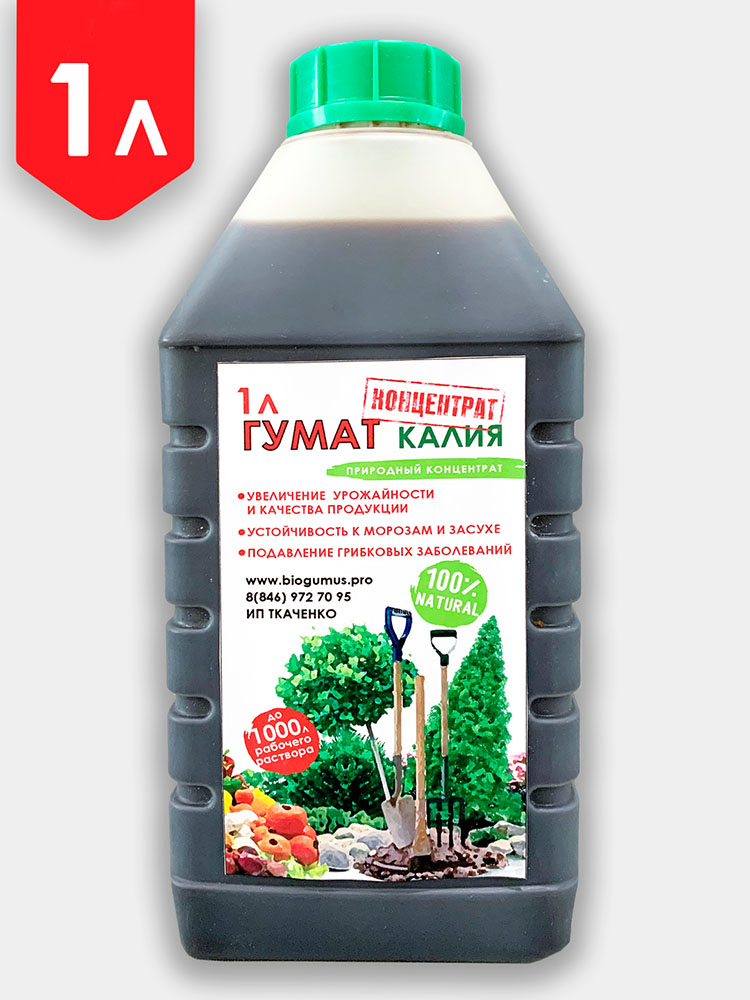 1л
1 Л
КОНЦЕНТРАТ
ГУМАТ КАЛИЯ
ПРИРОДНЫЙ КОНЦЕНТРАТ
•УВЕЛИЧЕНИЕ УРОЖАЙНОСТИ
И КАЧЕСТВА ПРОДУКЦИИ
•УСТОЙЧИВОСТЬ К МОРОЗАМ И ЗАСУХЕ
•ПОДАВЛЕНИЕ ГРИБКОВЫХ ЗАБОЛЕВАНИЙ
www.biogumus.pro
8(846) 972 70 95
ИП ТКАЧЕНКО
100%
NATURAL
до
1000л
рабочего
раствора